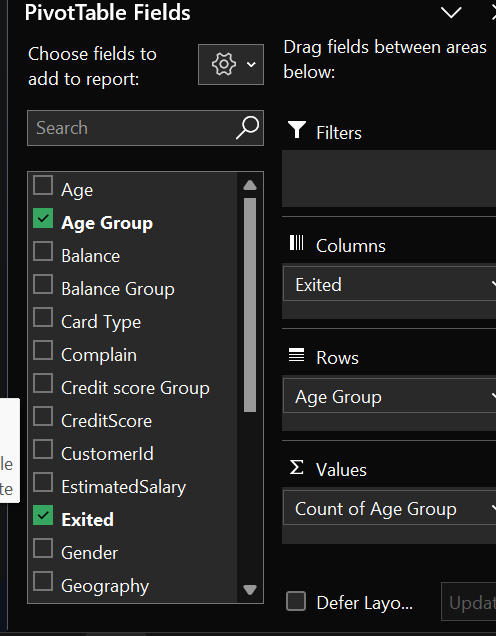 PivotTable Fields
Choose fields to
add to report:
Search
Age
Age Group
Balance
Balance Group
Card Type
Complain
Credit score Group
CreditScore
CustomerId
EstimatedSalary
Exited
Gender
Geography
Drag fields between areas
below:
Filters
Columns
Exited
Rows
Age Group
Σ Values
Count of Age Group
Defer Layo...
Updat
le
te